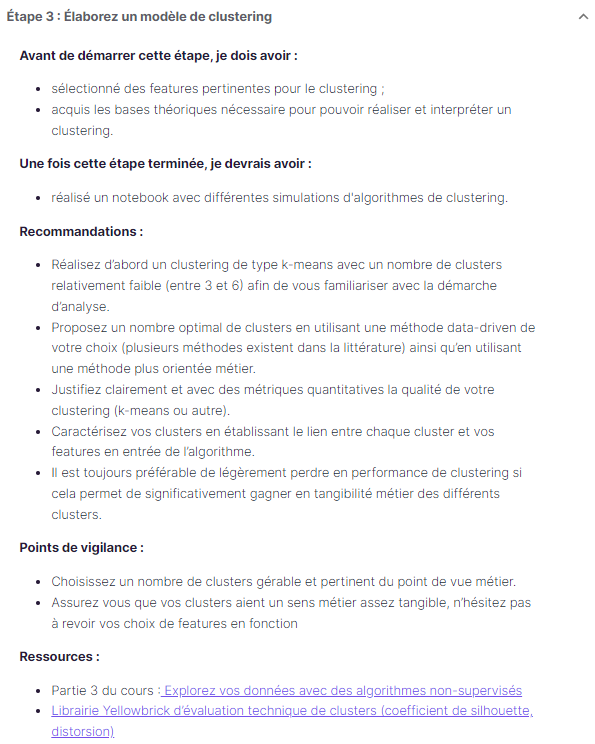 Étape 3 : Élaborez un modèle de clustering
Avant de démarrer cette étape, je dois avoir :
• sélectionné des features pertinentes pour le clustering ;
• acquis les bases théoriques nécessaire pour pouvoir réaliser et interpréter un
clustering.
Une fois cette étape terminée, je devrais avoir :
• réalisé un notebook avec différentes simulations d'algorithmes de clustering.
Recommandations :
• Réalisez d’abord un clustering de type k-means avec un nombre de clusters
relativement faible (entre 3 et 6) afin de vous familiariser avec la démarche
d’analyse.
• Proposez un nombre optimal de clusters en utilisant une méthode data-driven de
votre choix (plusieurs méthodes existent dans la littérature) ainsi qu’en utilisant
une méthode plus orientée métier.
• Justifiez clairement et avec des métriques quantitatives la qualité de votre
clustering (k-means ou autre).
• Caractérisez vos clusters en établissant le lien entre chaque cluster et vos
features en entrée de l’algorithme.
• Il est toujours préférable de légèrement perdre en performance de clustering si
cela permet de significativement gagner en tangibilité métier des différents
clusters.
Points de vigilance :
• Choisissez un nombre de clusters gérable et pertinent du point de vue métier.
• Assurez vous que vos clusters aient un sens métier assez tangible, n’hésitez pas
à revoir vos choix de features en fonction
Ressources :
• Partie 3 du cours : Explorez vos données avec des algorithmes non-supervisés
• Librairie Yellowbrick d’évaluation technique de clusters (coefficient de silhouette,
distorsion)